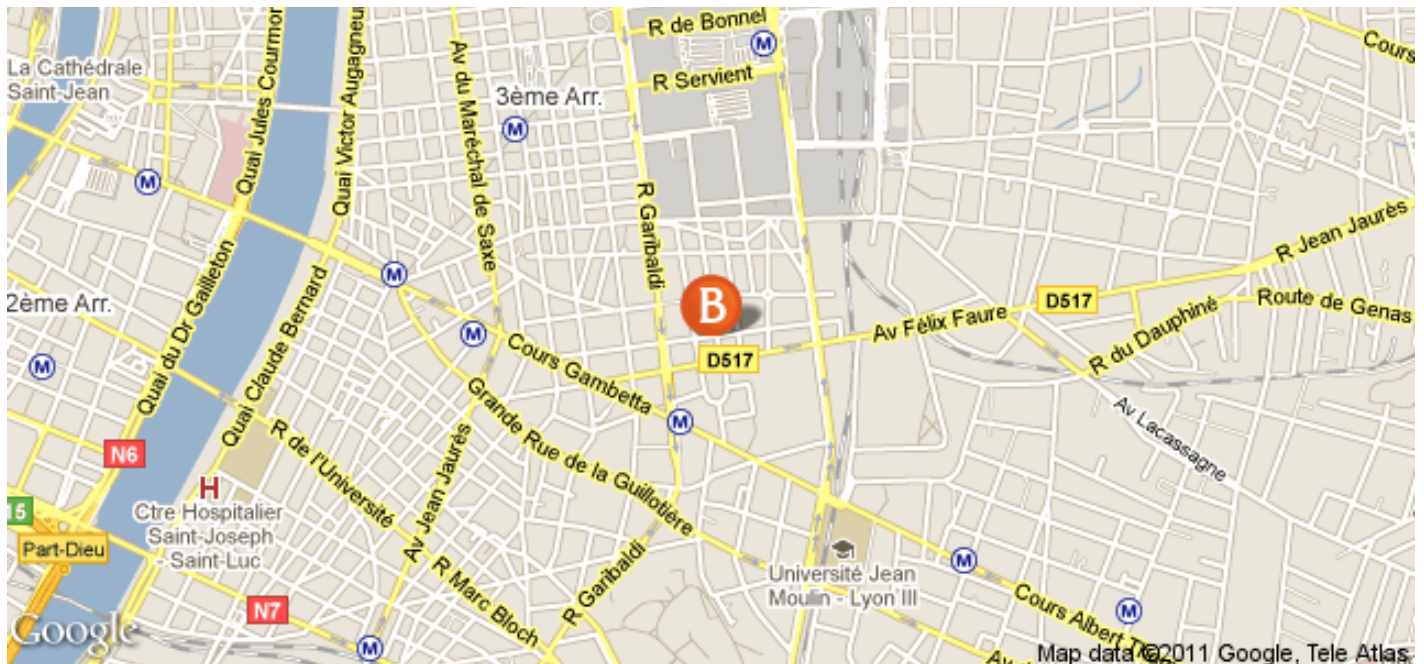 R de Bonnel
M
Cours
La Cathédrale
Saint-Jean
Quai Jules Courmon
Quai Victor Augagneur
Av du Maréchal de Saxe
R Servient
3ème Arr.
M
M
R Garibaldi
R Jean Jaurès
M
2ème Arr.
Quai du Dr Gailleton
Quai Claude Bernard
B
D517
Route de Genas
M
Av Félix Faure
R du Dauphiné
M
Cours Gambetta
D517
M
Grande Rue de la Guillotière
Av Lacassagne
N6
R de l'Université
Av Jean Jaurès
H
Ctre Hospitalier
Saint-Joseph
- Saint-Luc
15
Part-Dieu
R Marc Bloch
R Garibaldi
Université Jean
Moulin - Lyon III
M
Cours Albert T
M
N7
M
Google
Av
Map data ©2011 Google, Tele Atlas